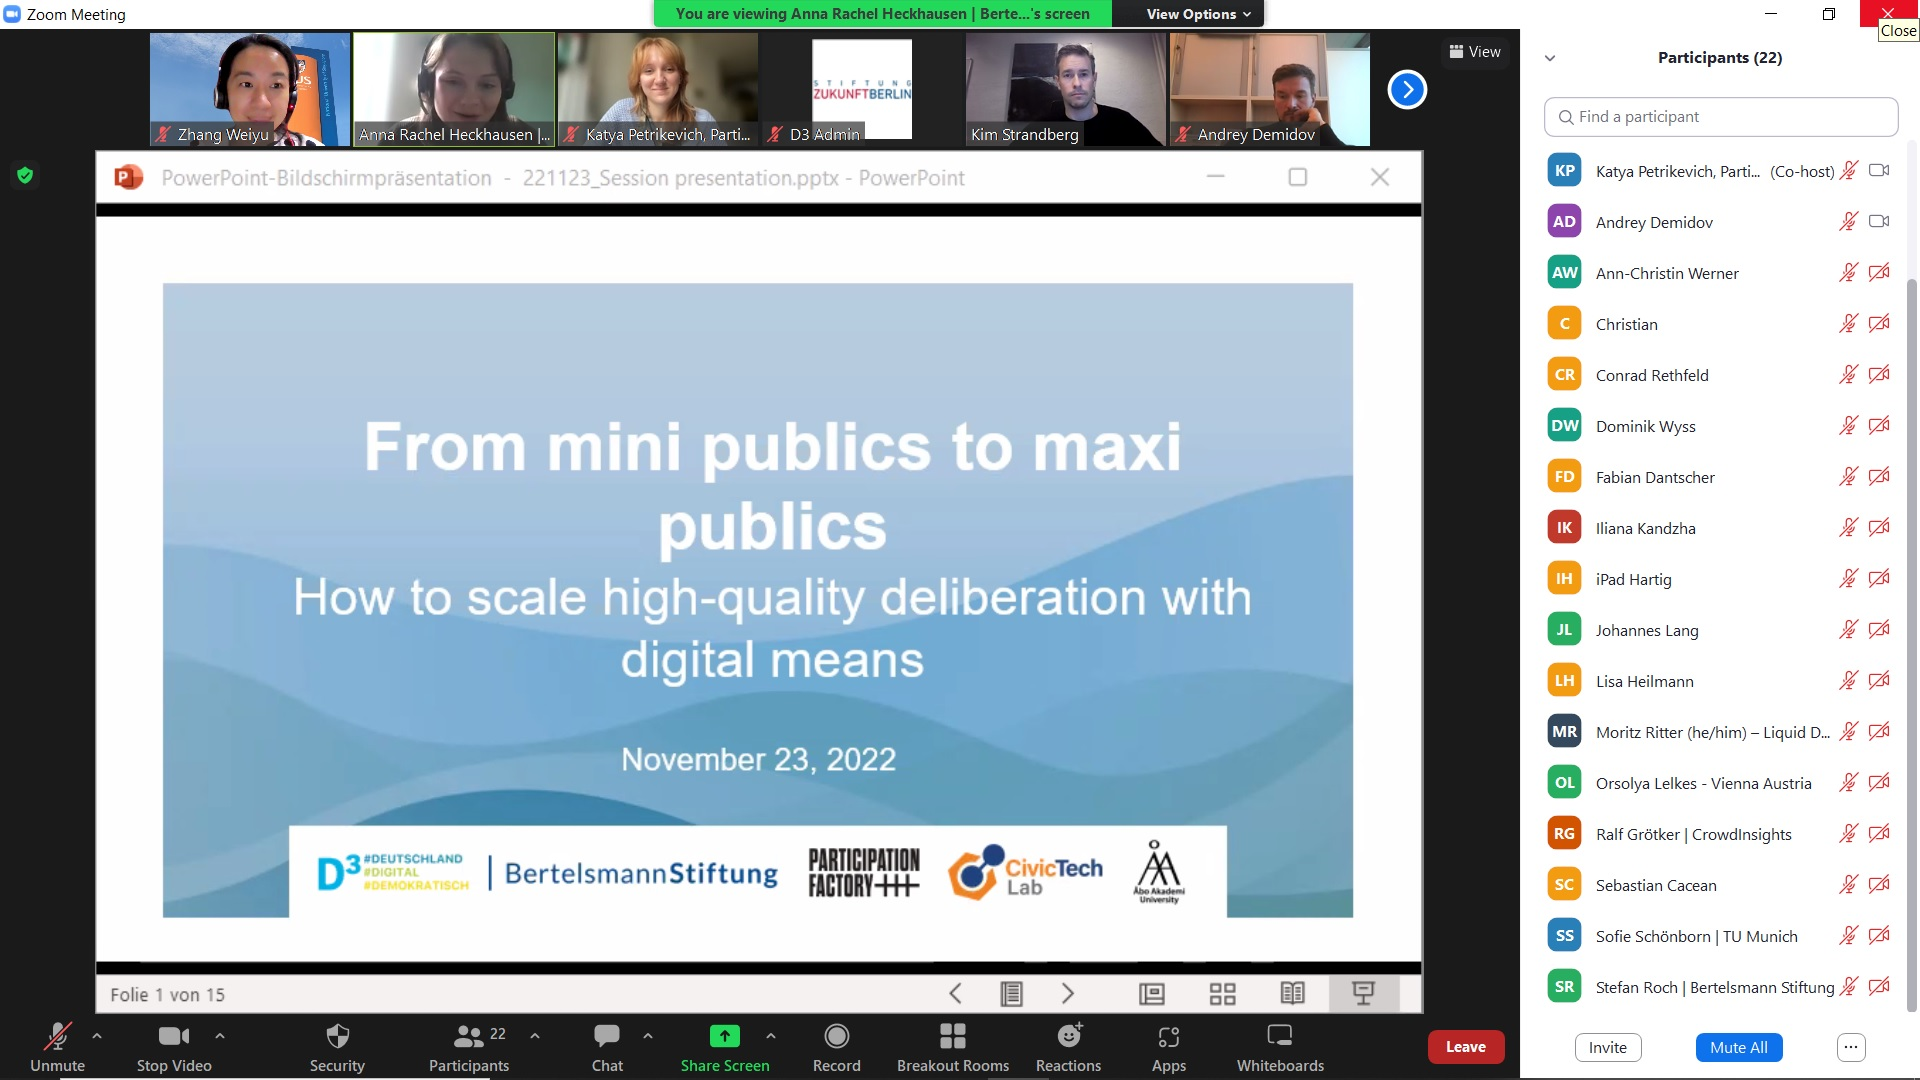 Zoom Meeting
You are viewing Anna Rachel Heckhausen | Berte...'s screen
View Options
Close
Zhang Weiyu
Anna Rachel Heckhausen |...
Katya Petrikevich, Parti...
STIFTUNG
ZUKUNFTBERLIN
D3 Admin
Kim Strandberg
Andrey Demidov
View
PowerPoint-Bildschirmpräsentation - 221123_Session presentation.pptx - PowerPoint
From mini publics to maxi
publics
How to scale high-quality deliberation with
digital means
November 23, 2022
D3 #DEUTSCHLAND
#DIGITAL
#DEMOKRATISCH
BertelsmannStiftung
PARTICIPATION
FACTORY
CivicTech
Lab
Åbo Akademi
University
Folie 1 von 15
Participants (22)
Find a participant
KP Katya Petrikevich, Parti... (Co-host)
AD Andrey Demidov
AW Ann-Christin Werner
C Christian
CR Conrad Rethfeld
DW Dominik Wyss
FD Fabian Dantscher
IK Iliana Kandzha
IH iPad Hartig
JL Johannes Lang
LH Lisa Heilmann
MR Moritz Ritter (he/him) – Liquid D...
OL Orsolya Lelkes - Vienna Austria
RG Ralf Grötker | CrowdInsights
SC Sebastian Cacean
SS Sofie Schönborn | TU Munich
SR Stefan Roch | Bertelsmann Stiftung
Invite
Mute All
...
Unmute
Stop Video
Security
Participants 22
Chat
Share Screen
Record
Breakout Rooms
Reactions
Apps
Whiteboards
Leave